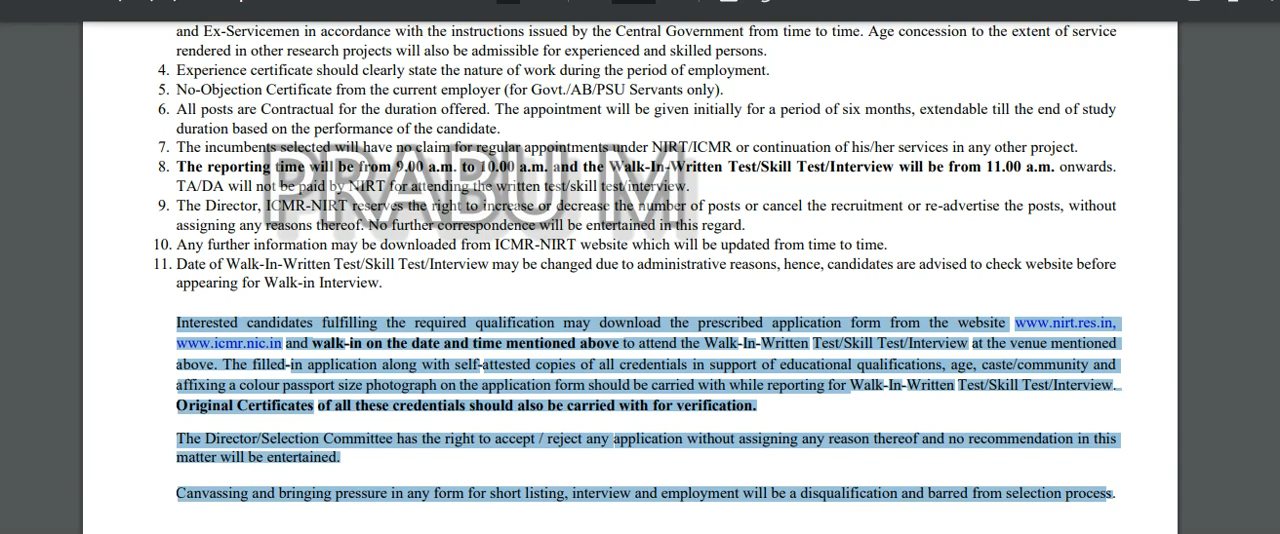 and Ex-Servicemen in accordance with the instructions issued by the Central Government from time to time. Age concession to the extent of service
rendered in other research projects will also be admissible for experienced and skilled persons.
4. Experience certificate should clearly state the nature of work during the period of employment.
5. No-Objection Certificate from the current employer (for Govt./AB/PSU Servants only).
6. All posts are Contractual for the duration offered. The appointment will be given initially for a period of six months, extendable till the end of study
duration based on the performance of the candidate.
7. The incumbents selected will have no claim for regular appointments under NIRT/ICMR or continuation of his/her services in any other project.
8. The reporting time will be from 9.00 a.m. to 10.00 a.m. and the Walk-In-Written Test/Skill Test/Interview will be from 11.00 a.m. onwards.
TA/DA will not be paid by NIRT for attending the written test/skill test/interview.
PRABU M
9. The Director, ICMR-NIRT reserves the right to increase or decrease the number of posts or cancel the recruitment or re-advertise the posts, without
assigning any reasons thereof. No further correspondence will be entertained in this regard.
10. Any further information may be downloaded from ICMR-NIRT website which will be updated from time to time.
11. Date of Walk-In-Written Test/Skill Test/Interview may be changed due to administrative reasons, hence, candidates are advised to check website before
appearing for Walk-in Interview.
Interested candidates fulfilling the required qualification may download the prescribed application form from the website www.nirt.res.in,
www.icmr.nic.in and walk-in on the date and time mentioned above to attend the Walk-In-Written Test/Skill Test/Interview at the venue mentioned
above. The filled-in application along with self-attested copies of all credentials in support of educational qualifications, age, caste/community and
affixing a colour passport size photograph on the application form should be carried with while reporting for Walk-In-Written Test/Skill Test/Interview.
Original Certificates of all these credentials should also be carried with for verification.
The Director/Selection Committee has the right to accept / reject any application without assigning any reason thereof and no recommendation in this
matter will be entertained.
Canvassing and bringing pressure in any form for short listing, interview and employment will be a disqualification and barred from selection process.